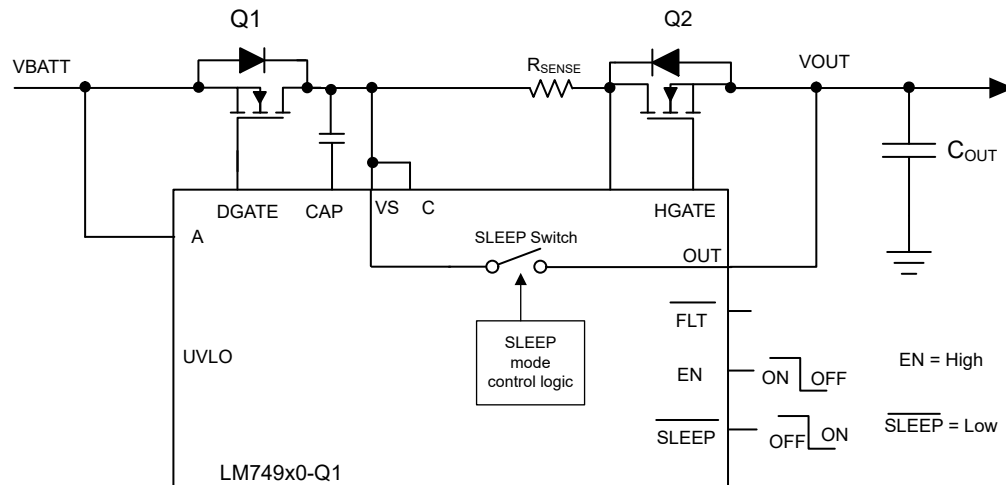 Q1
Q2
VBATT
RSENSE
VOUT
COUT
DGATE
CAP
VS
C
HGATE
A
SLEEP Switch
OUT
FLT
SLEEP
mode
control logic
UVLO
EN
ON
OFF
EN = High
SLEEP
OFF
ON
SLEEP = Low
LM749x0-Q1